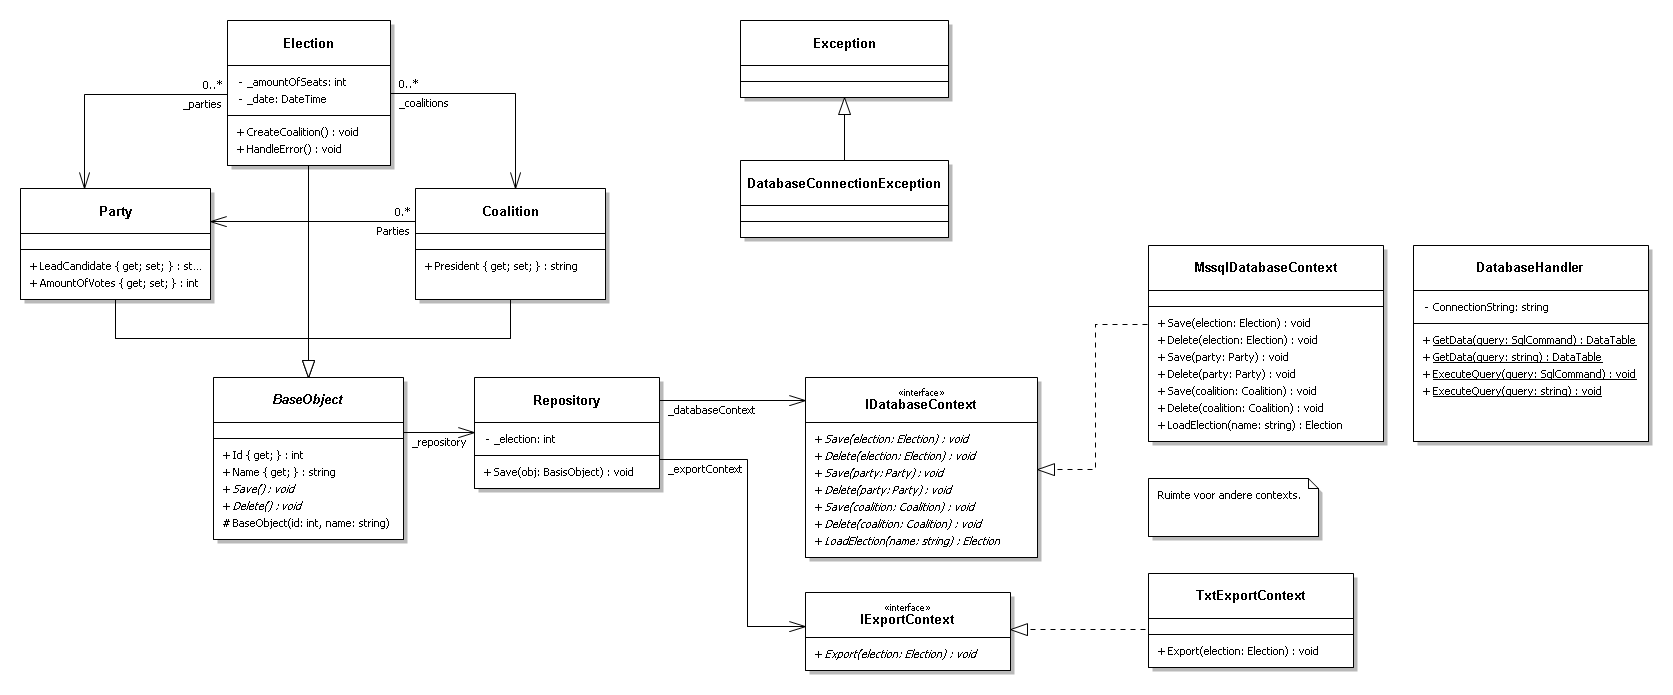 Election
- _amountOfSeats: int
- _date: DateTime
+ CreateCoalition() : void
+ HandleError() : void
0..*
_parties
0..*
_coalitions
Party
+ LeadCandidate { get; set; } : st...
+ AmountOfVotes { get; set; } : int
0.*
Parties
Coalition
+ President { get; set; } : string
Exception
DatabaseConnectionException
BaseObject
+ Id { get; } : int
+ Name { get; } : string
+ Save() : void
+ Delete() : void
# BaseObject(id: int, name: string)
_repository
Repository
- _election: int
+ Save(obj: BasisObject) : void
_databaseContext
_exportContext
«interface»
IDatabaseContext
+ Save(election: Election) : void
+ Delete(election: Election) : void
+ Save(party: Party) : void
+ Delete(party: Party) : void
+ Save(coalition: Coalition) : void
+ Delete(coalition: Coalition) : void
+ LoadElection(name: string) : Election
«interface»
IExportContext
+ Export(election: Election) : void
MssqlDatabaseContext
+ Save(election: Election) : void
+ Delete(election: Election) : void
+ Save(party: Party) : void
+ Delete(party: Party) : void
+ Save(coalition: Coalition) : void
+ Delete(coalition: Coalition) : void
+ LoadElection(name: string) : Election
DatabaseHandler
- ConnectionString: string
+ GetData(query: SqlCommand) : DataTable
+ GetData(query: string) : DataTable
+ ExecuteQuery(query: SqlCommand) : void
+ ExecuteQuery(query: string) : void
Ruimte voor andere contexts.
TxtExportContext
+ Export(election: Election) : void